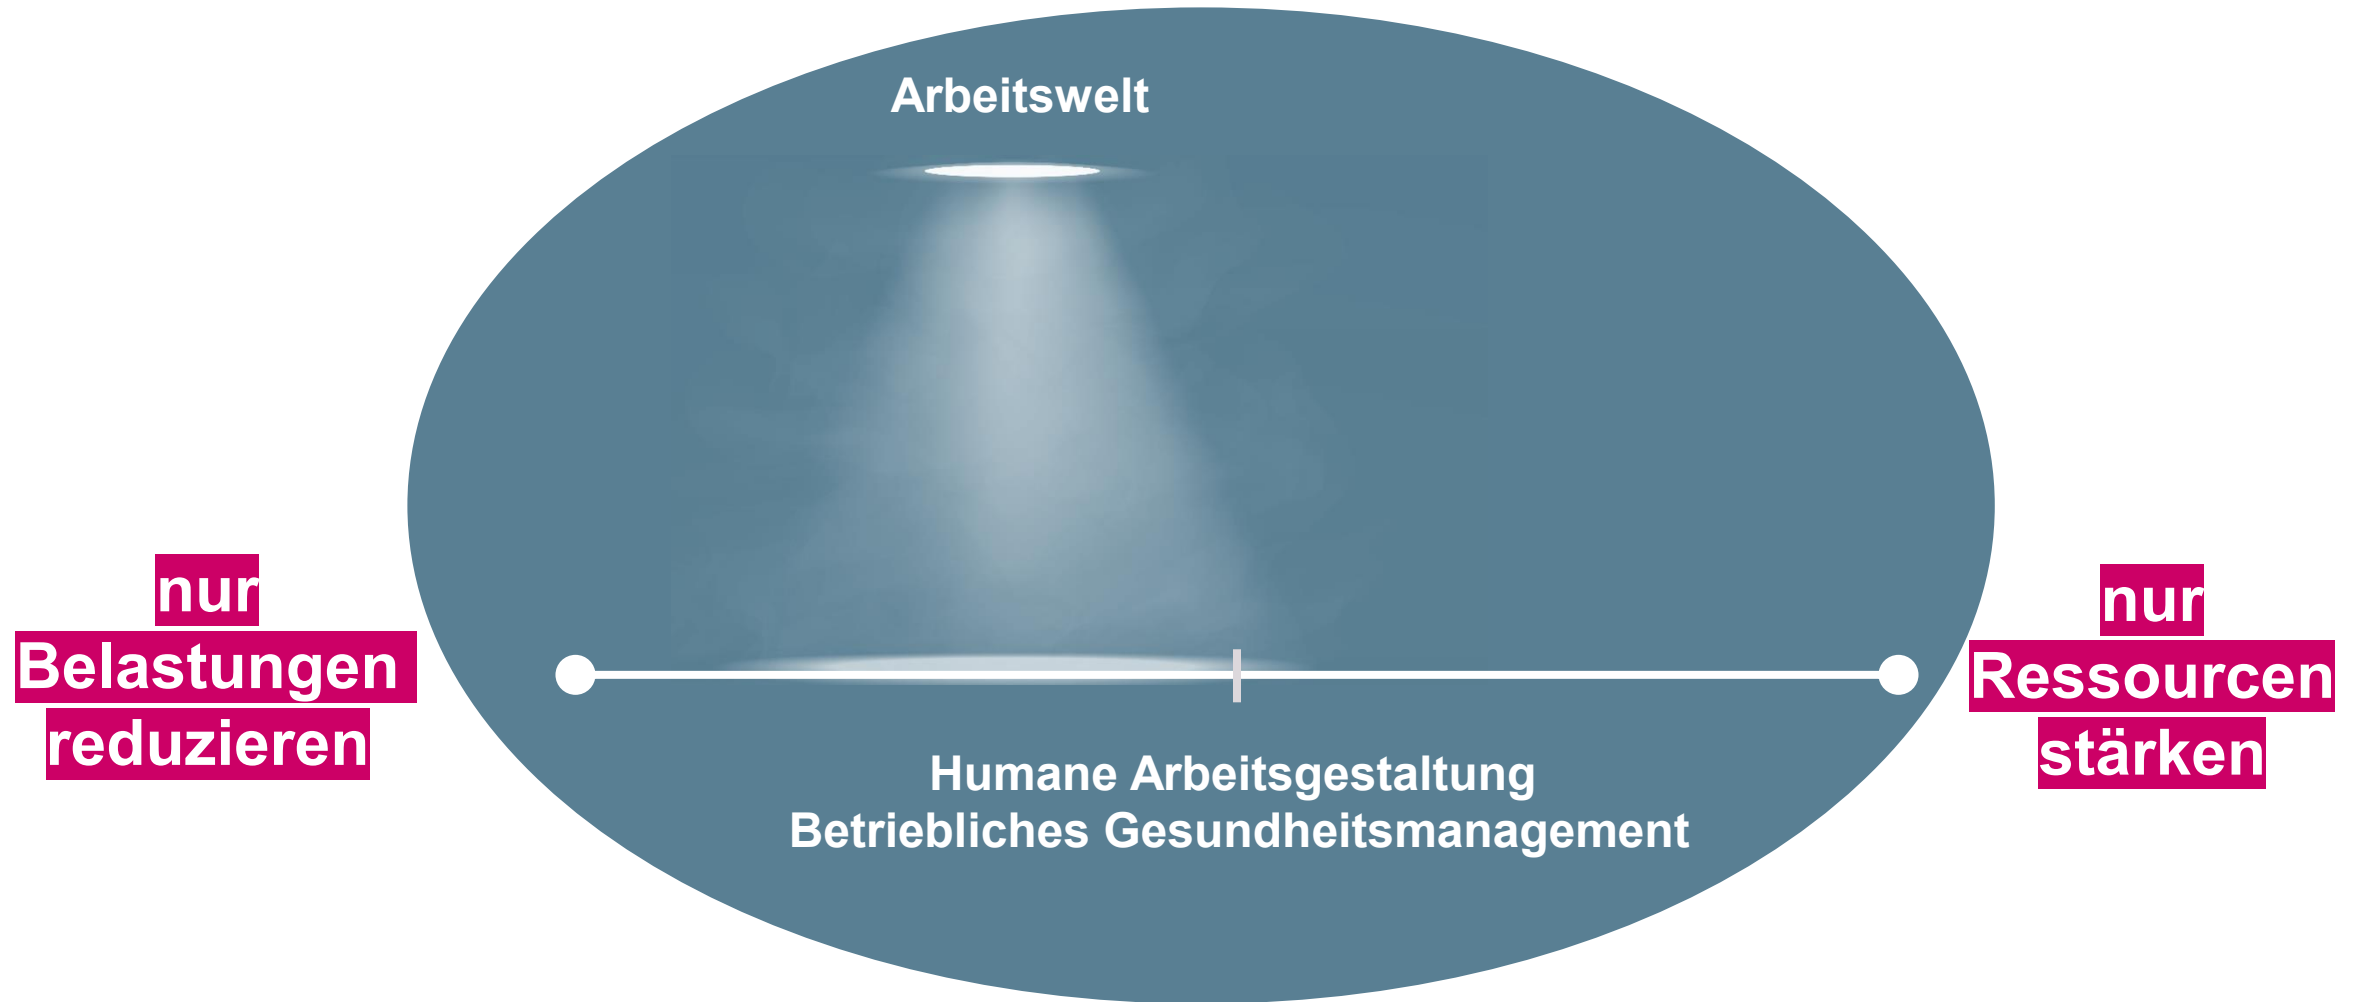 Arbeitswelt
nur
Belastungen
reduzieren
nur
Ressourcen
stärken
Humane Arbeitsgestaltung
Betriebliches Gesundheitsmanagement